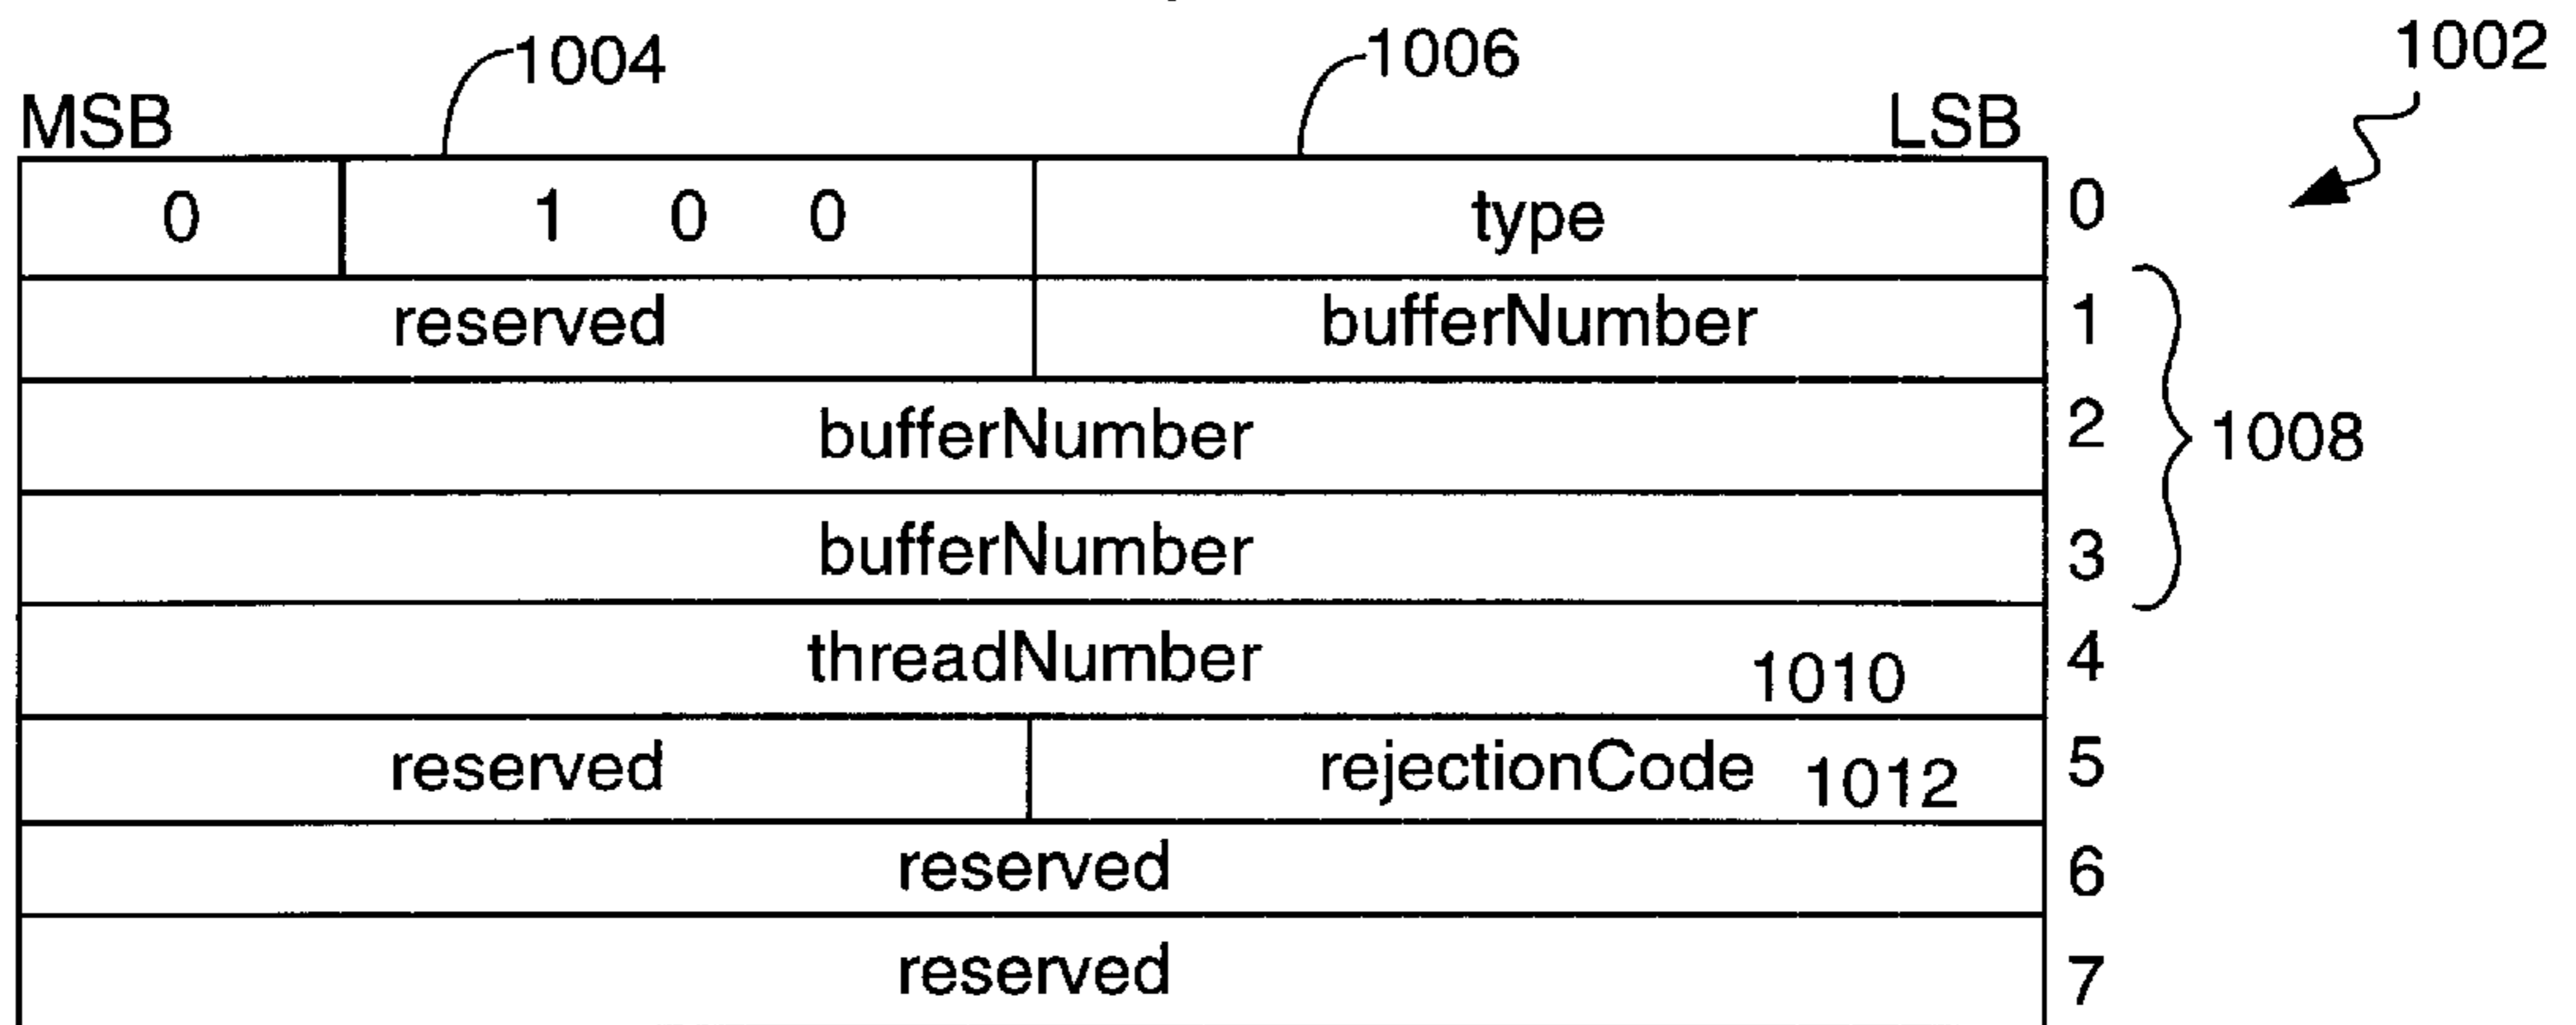 1004 1006 1002
MSB LSB
0 1 0 0 type 0
reserved bufferNumber 1
bufferNumber 2
1008
bufferNumber 3
threadNumber 1010 4
reserved rejectionCode 1012 5
reserved 6
reserved 7